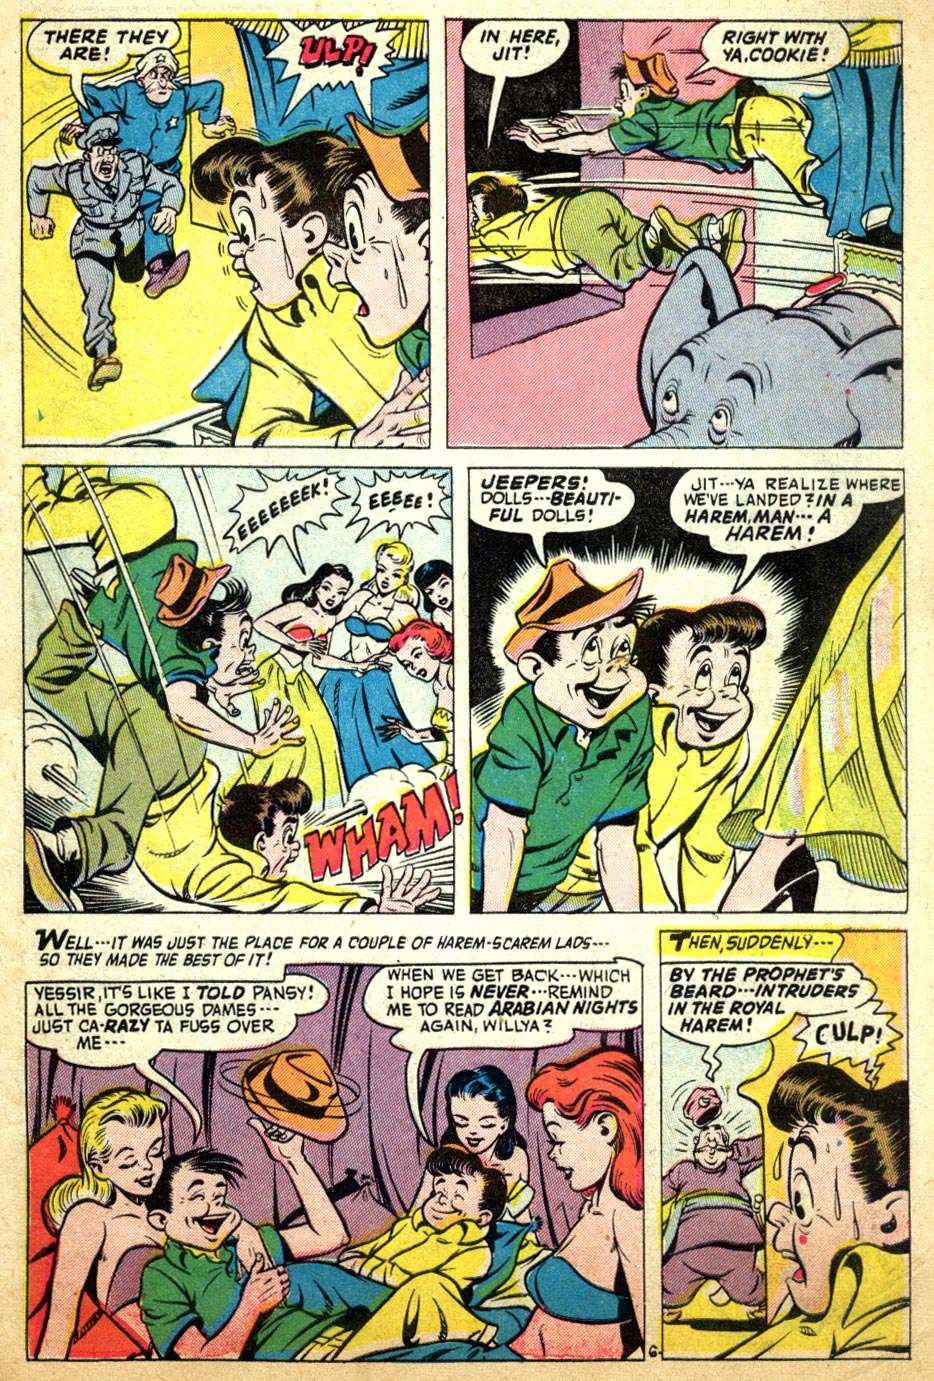 THERE THEY
ARE!
ULP!
IN HERE,
JIT!
RIGHT WITH
YA, COOKIE!
EEEEEEEK!
EEEEE!
WHAM!
JEEPERS!
DOLLS---BEAUTI-
FUL DOLLS!
JIT---YA REALIZE WHERE
WE'VE LANDED? IN A
HAREM, MAN---A
HAREM!
WELL---IT WAS JUST THE PLACE FOR A COUPLE OF HAREM-SCAREM LADS---
SO THEY MADE THE BEST OF IT!
YESSIR, IT'S LIKE I TOLD PANSY!
ALL THE GORGEOUS DAMES---
JUST CA-RAZY TA FUSS OVER
ME---
WHEN WE GET BACK---WHICH
I HOPE IS NEVER---REMIND
ME TO READ ARABIAN NIGHTS
AGAIN, WILLYA?
THEN, SUDDENLY---
BY THE PROPHET'S
BEARD---INTRUDERS
IN THE ROYAL
HAREM!
GULP!
6-